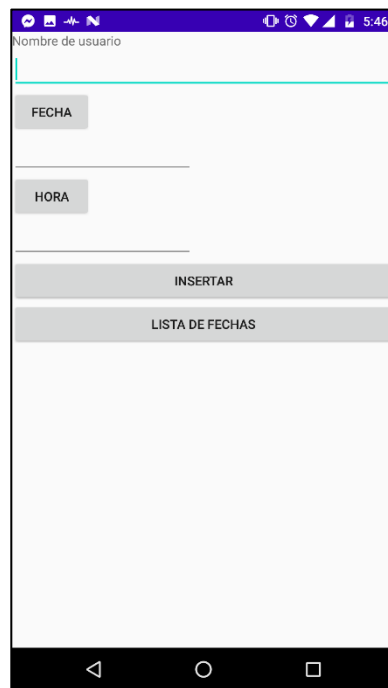 5:46
Nombre de usuario
FECHA
HORA
INSERTAR
LISTA DE FECHAS